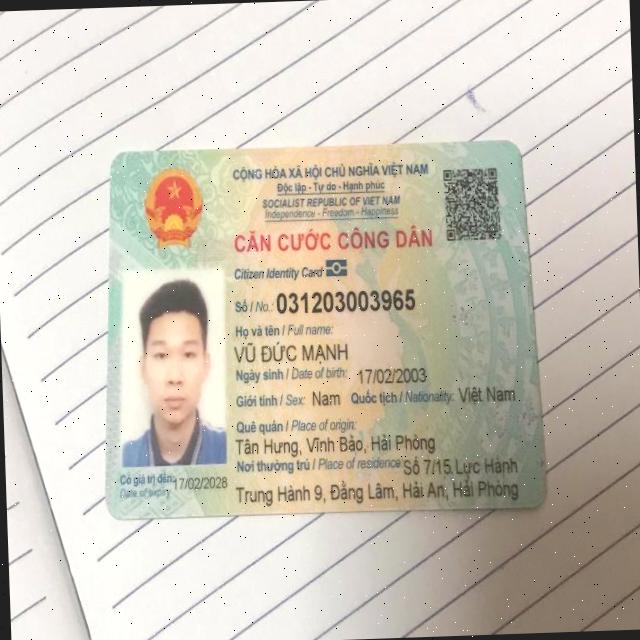 CỘNG HÒA XÃ HỘI CHỦ NGHĨA VIỆT NAM
Độc lập - Tự do - Hạnh phúc
SOCIALIST REPUBLIC OF VIET NAM
Independence - Freedom - Happiness
CĂN CƯỚC CÔNG DÂN
Citizen Identity Card
Số / No.: 031203003965
Họ và tên / Full name:
VŨ ĐỨC MẠNH
Ngày sinh / Date of birth: 17/02/2003
Giới tính / Sex: Nam Quốc tịch / Nationality: Việt Nam
Quê quán / Place of origin:
Tân Hưng, Vĩnh Bảo, Hải Phòng
Nơi thường trú / Place of residence: Số 7/15 Lực Hành
Trung Hành 9, Đằng Lâm, Hải An, Hải Phòng
Có giá trị đến: 17/02/2028
Date of expiry